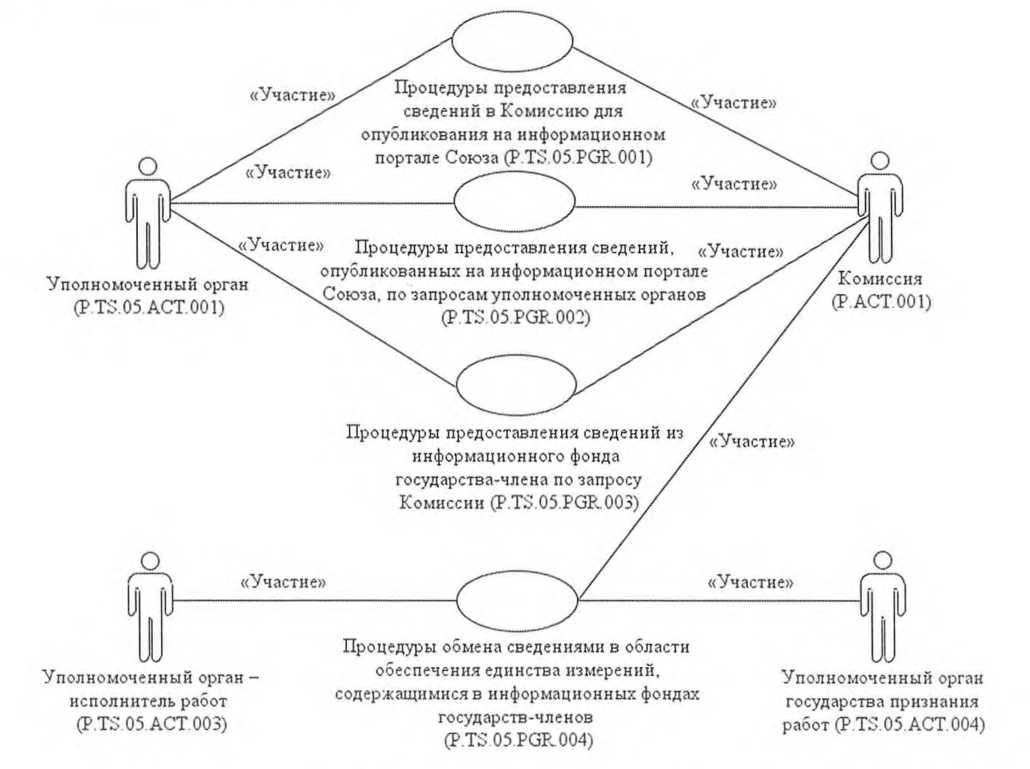 «Участие»
Процедуры предоставления
сведений в Комиссию для
опубликования на информационном
портале Союза (P.TS.05.PGR.001)
«Участие»
«Участие»
«Участие»
«Участие»
Процедуры предоставления сведений,
опубликованных на информационном портале
Союза, по запросам уполномоченных органов
(P.TS.05.PGR.002)
«Участие»
Уполномоченный орган
(P.TS.05.ACT.001)
Комиссия
(P.ACT.001)
Процедуры предоставления сведений из
информационного фонда
государства-члена по запросу
Комиссии (P.TS.05.PGR.003)
«Участие»
«Участие»
«Участие»
Процедуры обмена сведениями в области
обеспечения единства измерений,
содержащимися в информационных фондах
государств-членов
(P.TS.05.PGR.004)
Уполномоченный орган –
исполнитель работ
(P.TS.05.ACT.003)
Уполномоченный орган
государства признания
работ (P.TS.05.ACT.004)